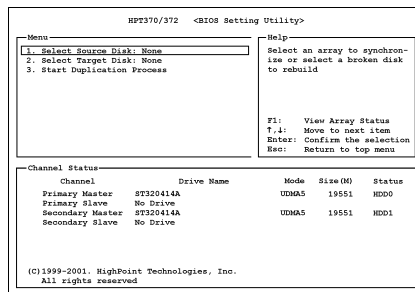 HPT370/372 <BIOS Setting Utility>
Menu
1. Select Source Disk: None
2. Select Target Disk: None
3. Start Duplication Process
Help
Select an array to synchron-
ize or select a broken disk
to rebuild
F1: View Array Status
↑,↓: Move to next item
Enter: Confirm the selection
Esc: Return to top menu
Channel Status
Channel Drive Name Mode Size(M) Status
Primary Master ST320414A UDMA5 19551 HDD0
Primary Slave No Drive
Secondary Master ST320414A UDMA5 19551 HDD1
Secondary Slave No Drive
(C)1999-2001. HighPoint Technologies, Inc.
All rights reserved